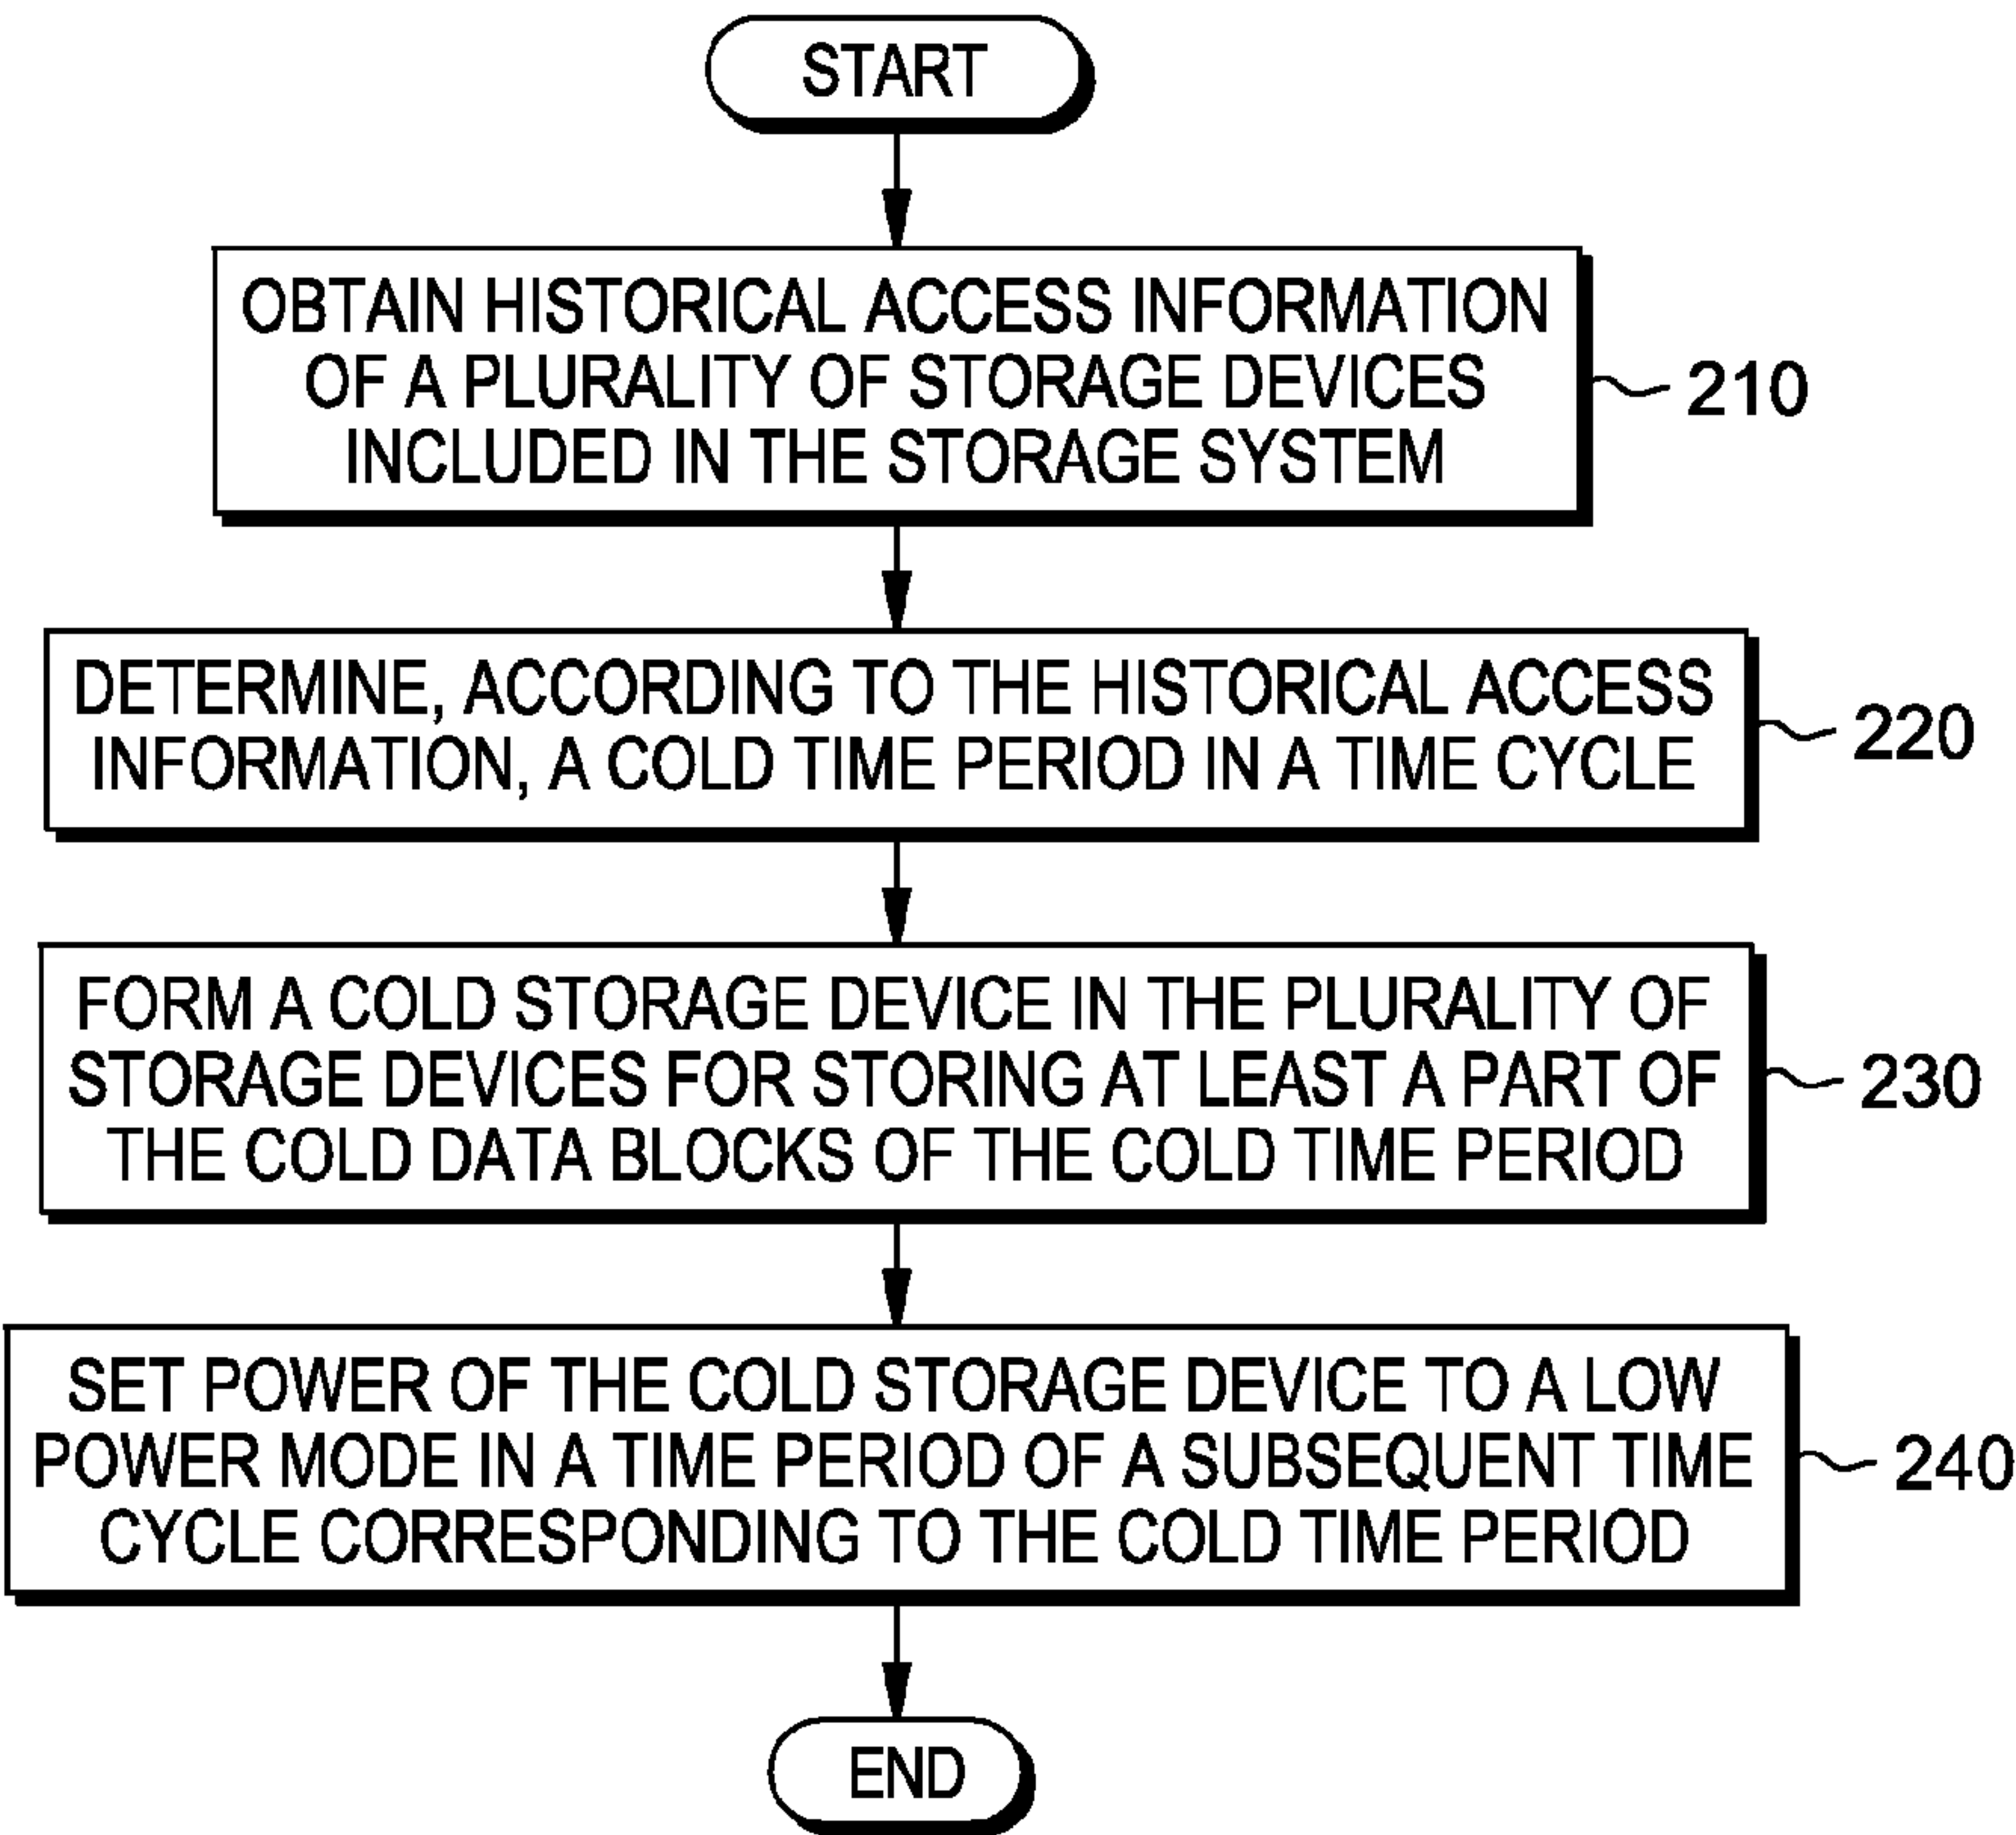 START
OBTAIN HISTORICAL ACCESS INFORMATION
OF A PLURALITY OF STORAGE DEVICES
INCLUDED IN THE STORAGE SYSTEM
210
DETERMINE, ACCORDING TO THE HISTORICAL ACCESS
INFORMATION, A COLD TIME PERIOD IN A TIME CYCLE
220
FORM A COLD STORAGE DEVICE IN THE PLURALITY OF
STORAGE DEVICES FOR STORING AT LEAST A PART OF
THE COLD DATA BLOCKS OF THE COLD TIME PERIOD
230
SET POWER OF THE COLD STORAGE DEVICE TO A LOW
POWER MODE IN A TIME PERIOD OF A SUBSEQUENT TIME
CYCLE CORRESPONDING TO THE COLD TIME PERIOD
240
END